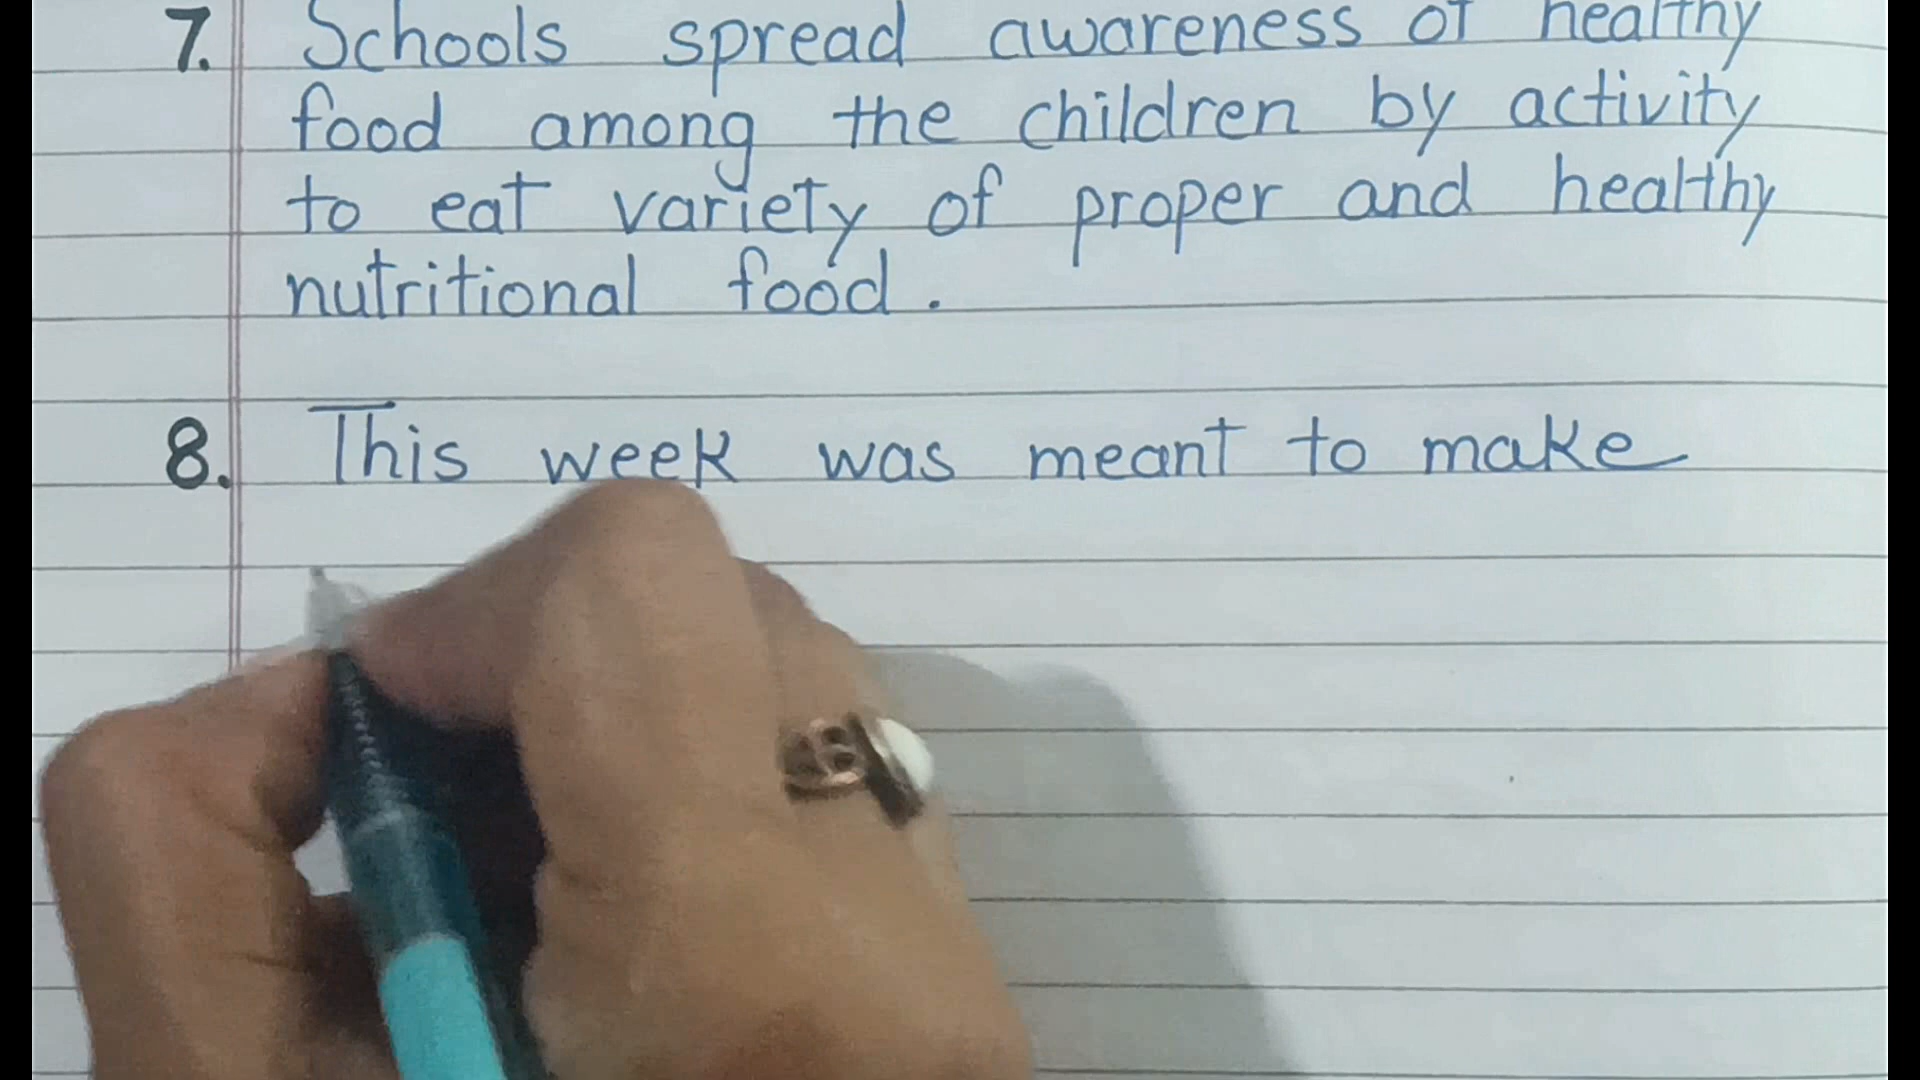 7. Schools spread awareness of healthy
food among the children by activity
to eat variety of proper and healthy
nutritional food.
8. This week was meant to make